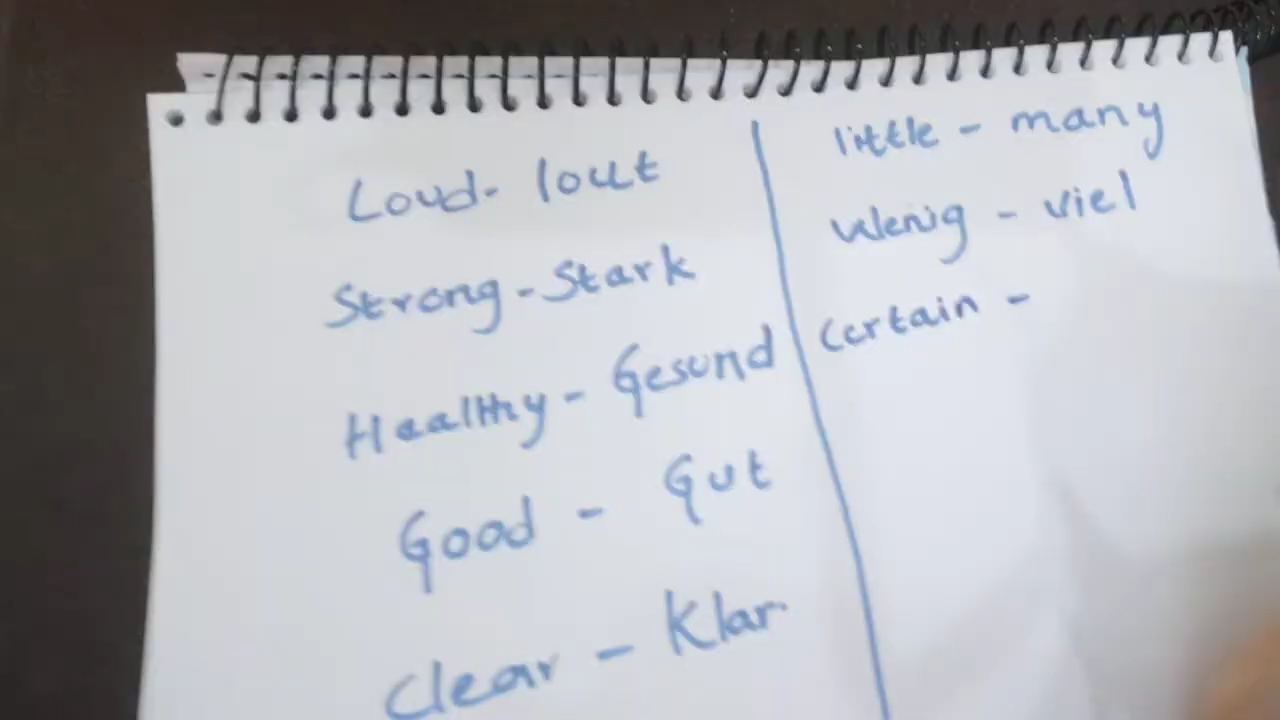 Loud - lout
Strong - Stark
Healthy - Gesund
Good - Gut
Clear - Klar
little - many
Wenig - viel
Certain -